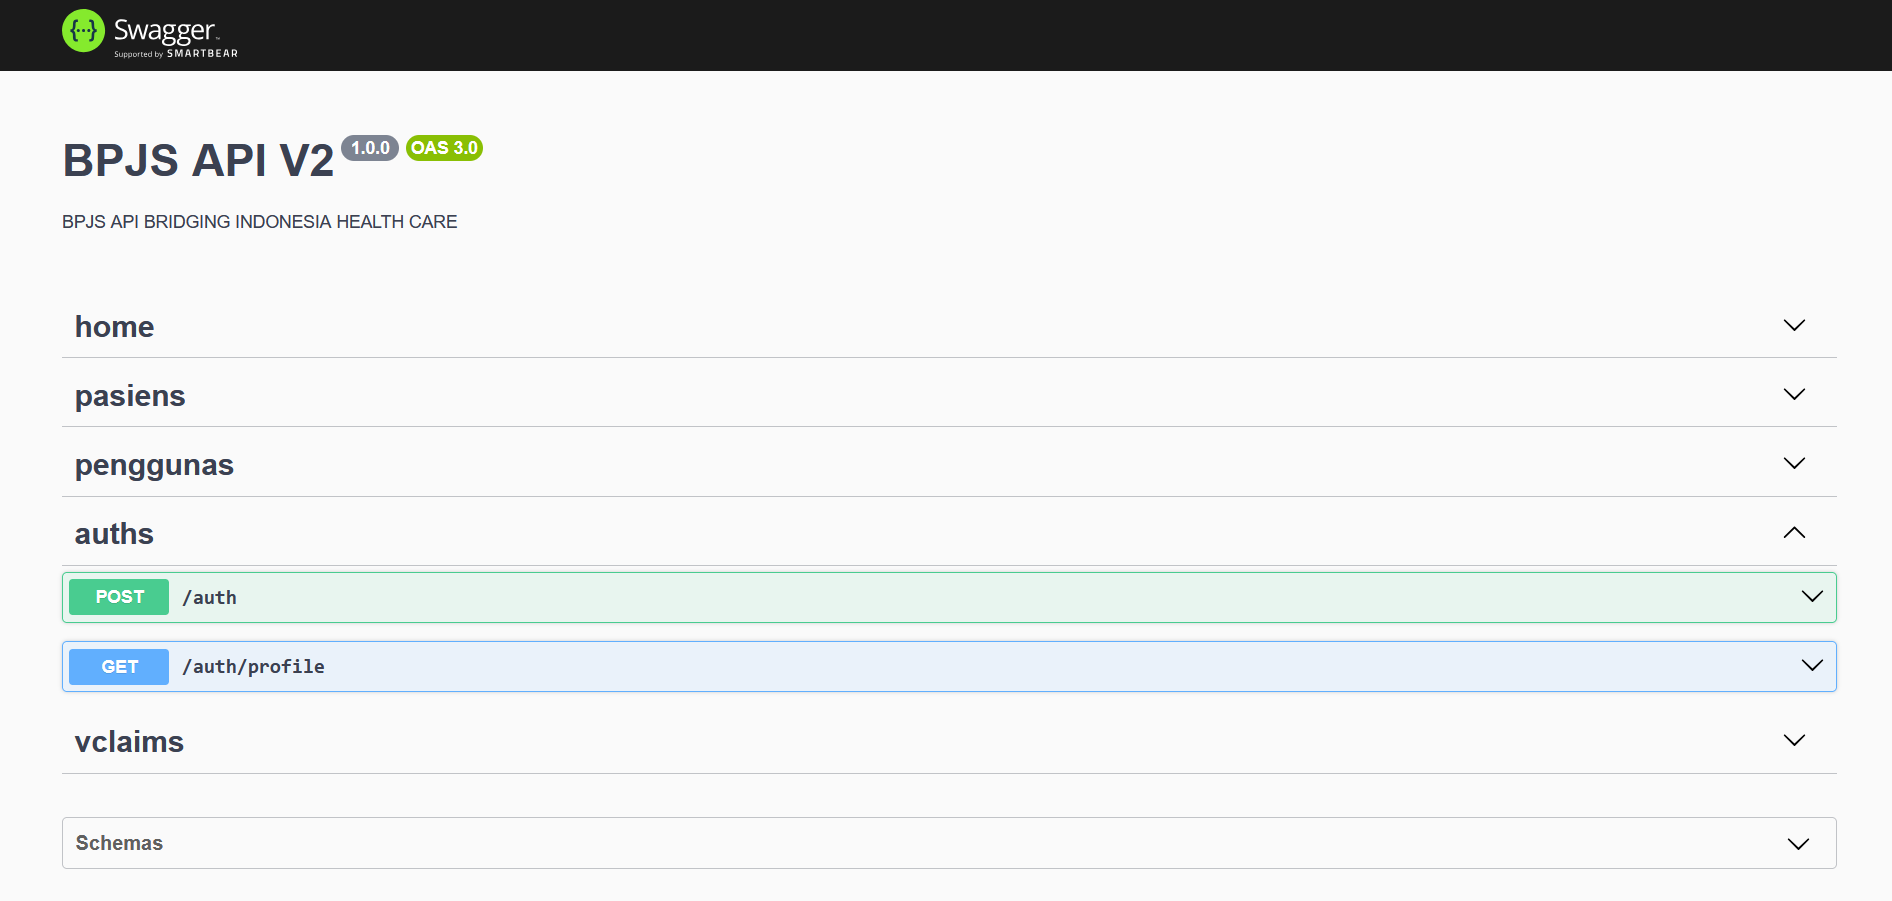 Swagger
Supported by SMARTBEAR
BPJS API V2 1.0.0 OAS 3.0
BPJS API BRIDGING INDONESIA HEALTH CARE
home
pasiens
penggunas
auths
POST /auth
GET /auth/profile
vclaims
Schemas